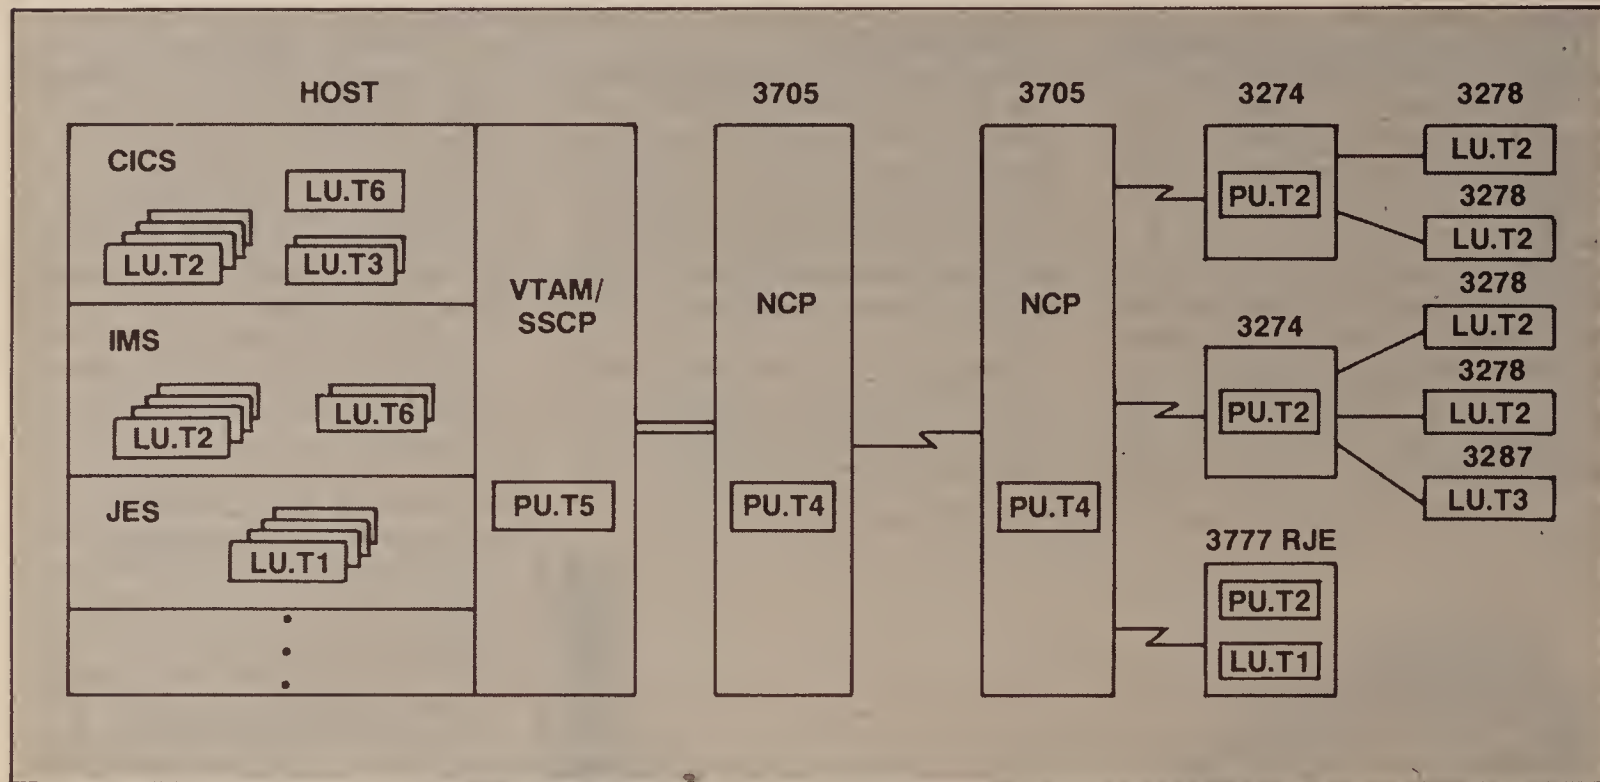 HOST
3705
3705
3274
3278
CICS
LU.T6
LU.T2
LU.T3
VTAM/
SSCP
PU.T5
IMS
LU.T2
LU.T6
JES
LU.T1
NCP
PU.T4
NCP
PU.T4
PU.T2
LU.T2
3278
LU.T2
3274
PU.T2
3278
LU.T2
3278
LU.T2
3287
LU.T3
3777 RJE
PU.T2
LU.T1